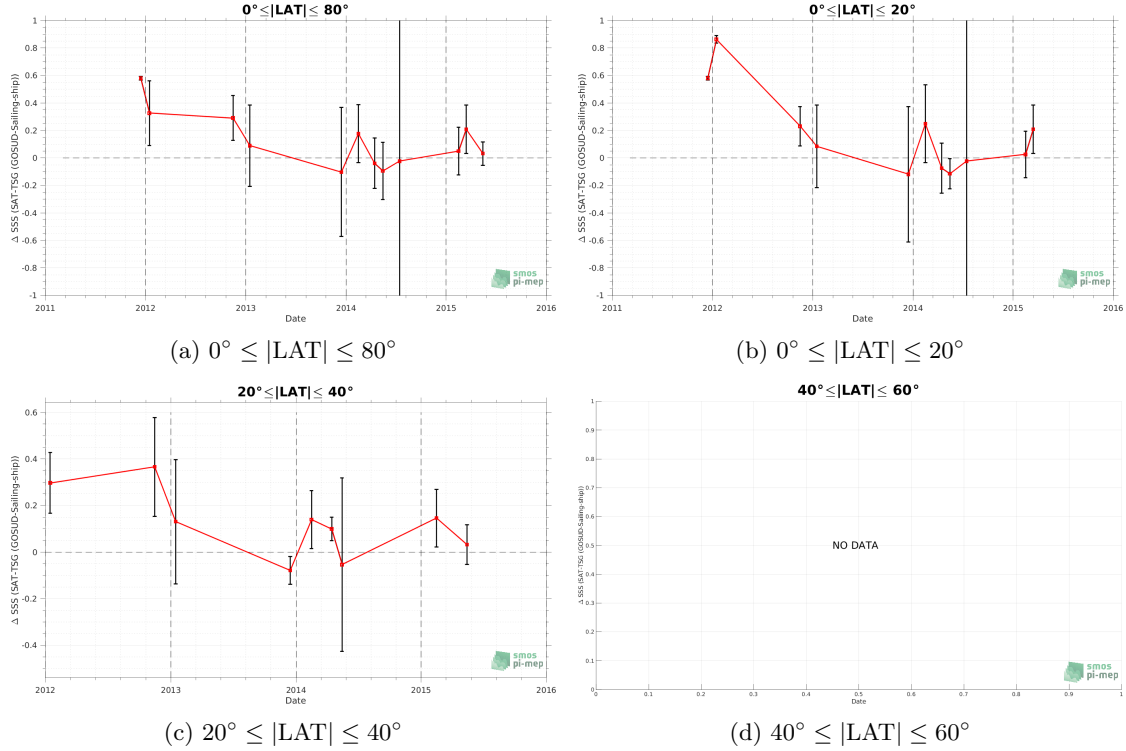 0°≤|LAT|≤ 80°
Δ SSS (SAT-TSG (GOSUD-Sailing-ship))
1
0.8
0.6
0.4
0.2
0
-0.2
-0.4
-0.6
-0.8
-1
2011 2012 2013 2014 2015 2016
Date
smos
pi-mep
(a) 0° ≤ |LAT| ≤ 80°
0°≤|LAT|≤ 20°
Δ SSS (SAT-TSG (GOSUD-Sailing-ship))
1
0.8
0.6
0.4
0.2
0
-0.2
-0.4
-0.6
-0.8
-1
2011 2012 2013 2014 2015 2016
Date
smos
pi-mep
(b) 0° ≤ |LAT| ≤ 20°
20°≤|LAT|≤ 40°
Δ SSS (SAT-TSG (GOSUD-Sailing-ship))
0.6
0.4
0.2
0
-0.2
-0.4
2012 2013 2014 2015 2016
Date
smos
pi-mep
(c) 20° ≤ |LAT| ≤ 40°
40°≤|LAT|≤ 60°
Δ SSS (SAT-TSG (GOSUD-Sailing-ship))
1
0.9
0.8
0.7
0.6
0.5
0.4
0.3
0.2
0.1
0
NO DATA
0 0.1 0.2 0.3 0.4 0.5 0.6 0.7 0.8 0.9 1
Date
smos
pi-mep
(d) 40° ≤ |LAT| ≤ 60°